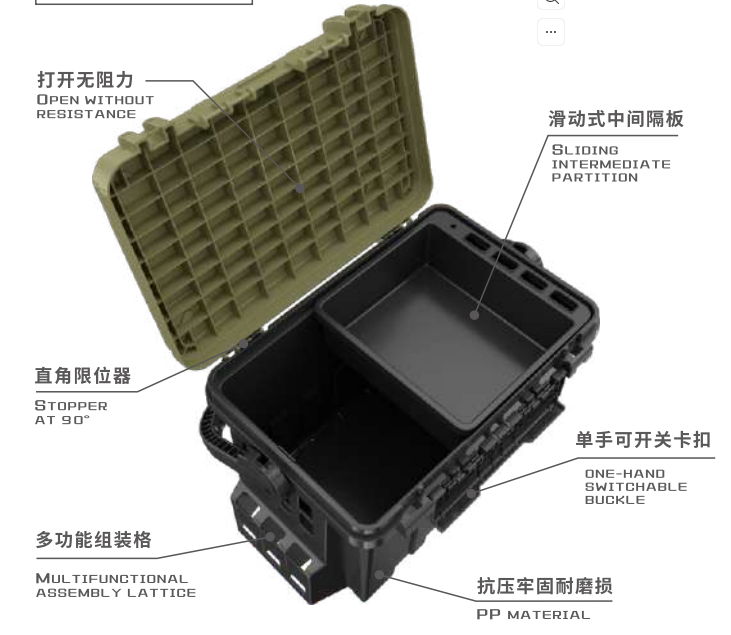 打开无阻力
OPEN WITHOUT
RESISTANCE
滑动式中间隔板
SLIDING
INTERMEDIATE
PARTITION
直角限位器
STOPPER
AT 90°
单手可开关卡扣
ONE-HAND
SWITCHABLE
BUCKLE
多功能组装格
MULTIFUNCTIONAL
ASSEMBLY LATTICE
抗压牢固耐磨损
PP MATERIAL